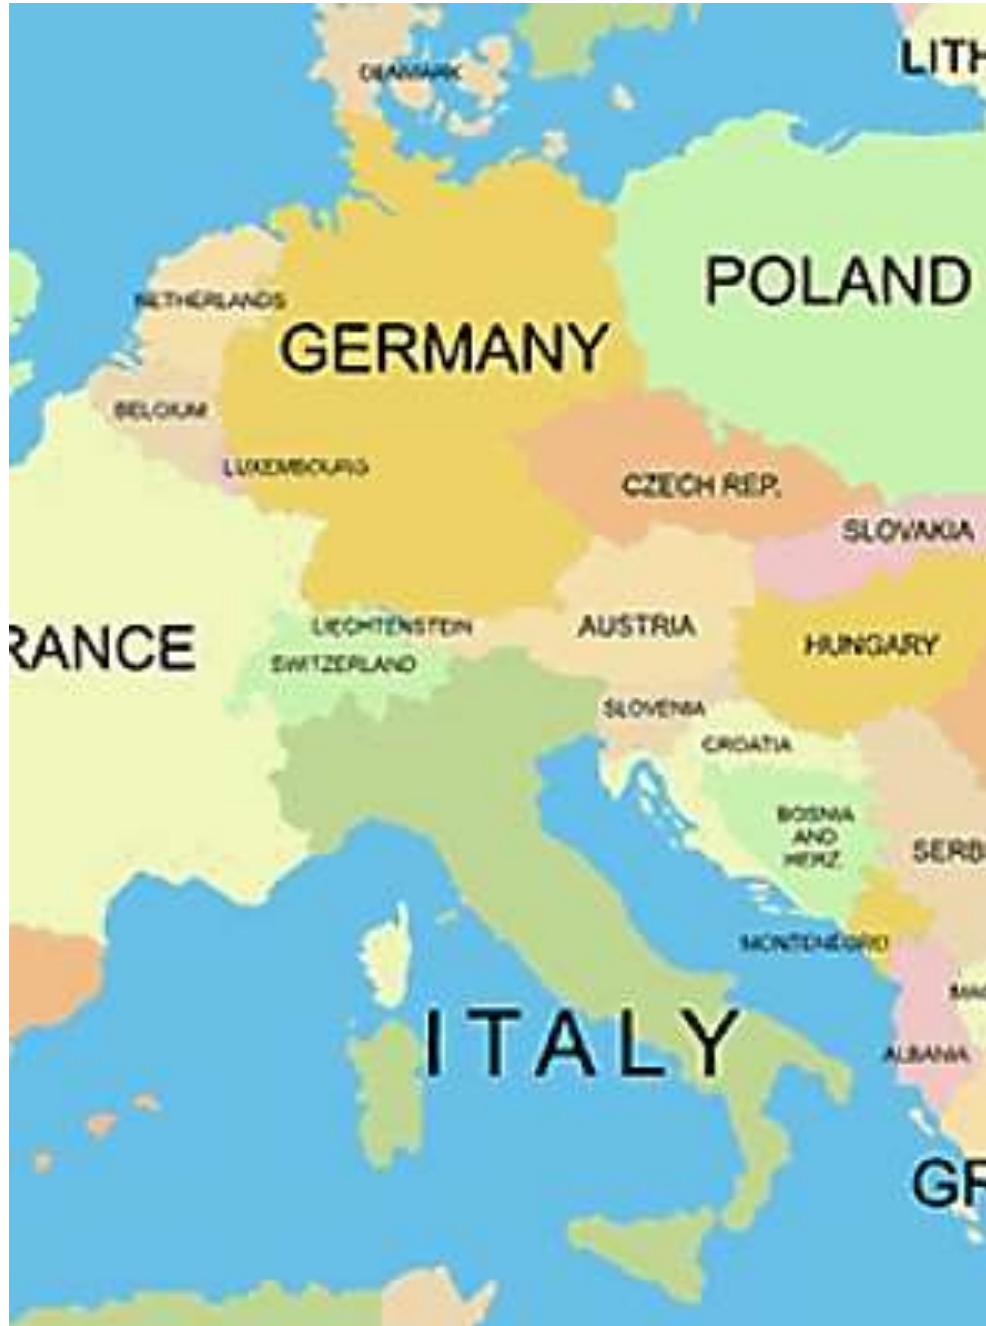 LITH
DENMARK
POLAND
NETHERLANDS
GERMANY
BELGIUM
LUXEMBOURG
CZECH REP.
SLOVAKIA
RANCE
LIECHTENSTEIN
AUSTRIA
HUNGARY
SWITZERLAND
SLOVENIA
CROATIA
BOSNIA
AND
HERZ.
SERB
MONTENEGRO
MAC
ITALY
ALBANIA
GR